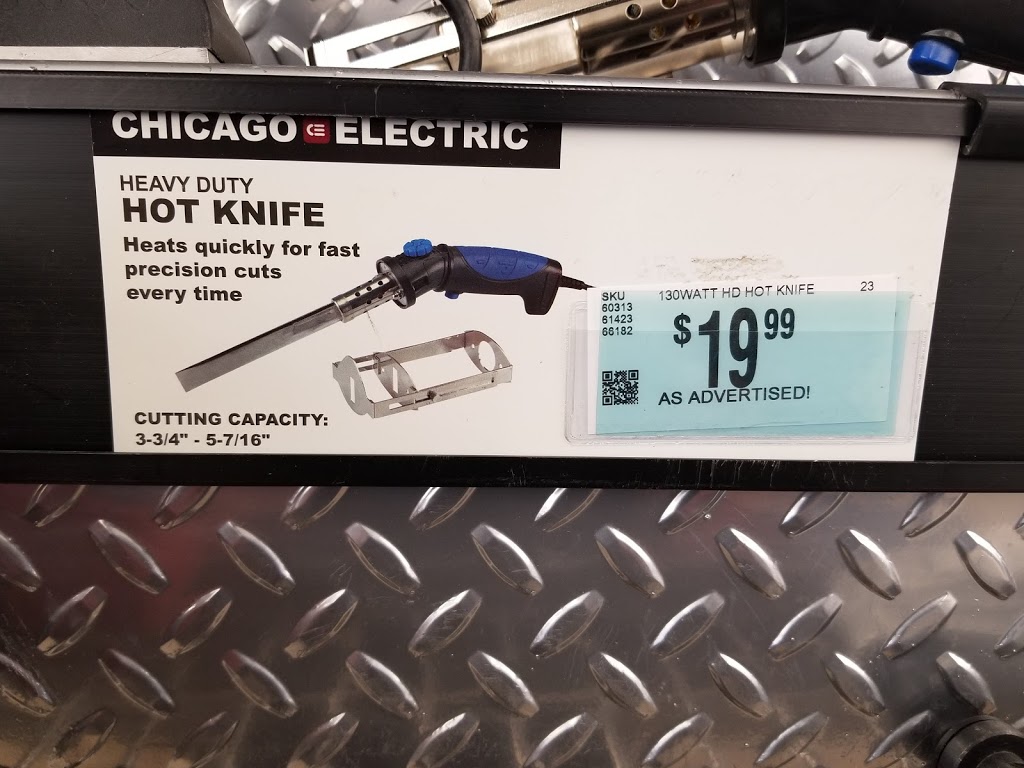 CHICAGO CE ELECTRIC
HEAVY DUTY
HOT KNIFE
Heats quickly for fast
precision cuts
every time
CUTTING CAPACITY:
3-3/4" - 5-7/16"
SKU
60313
61423
66182
130WATT HD HOT KNIFE 23
$19.99
AS ADVERTISED!